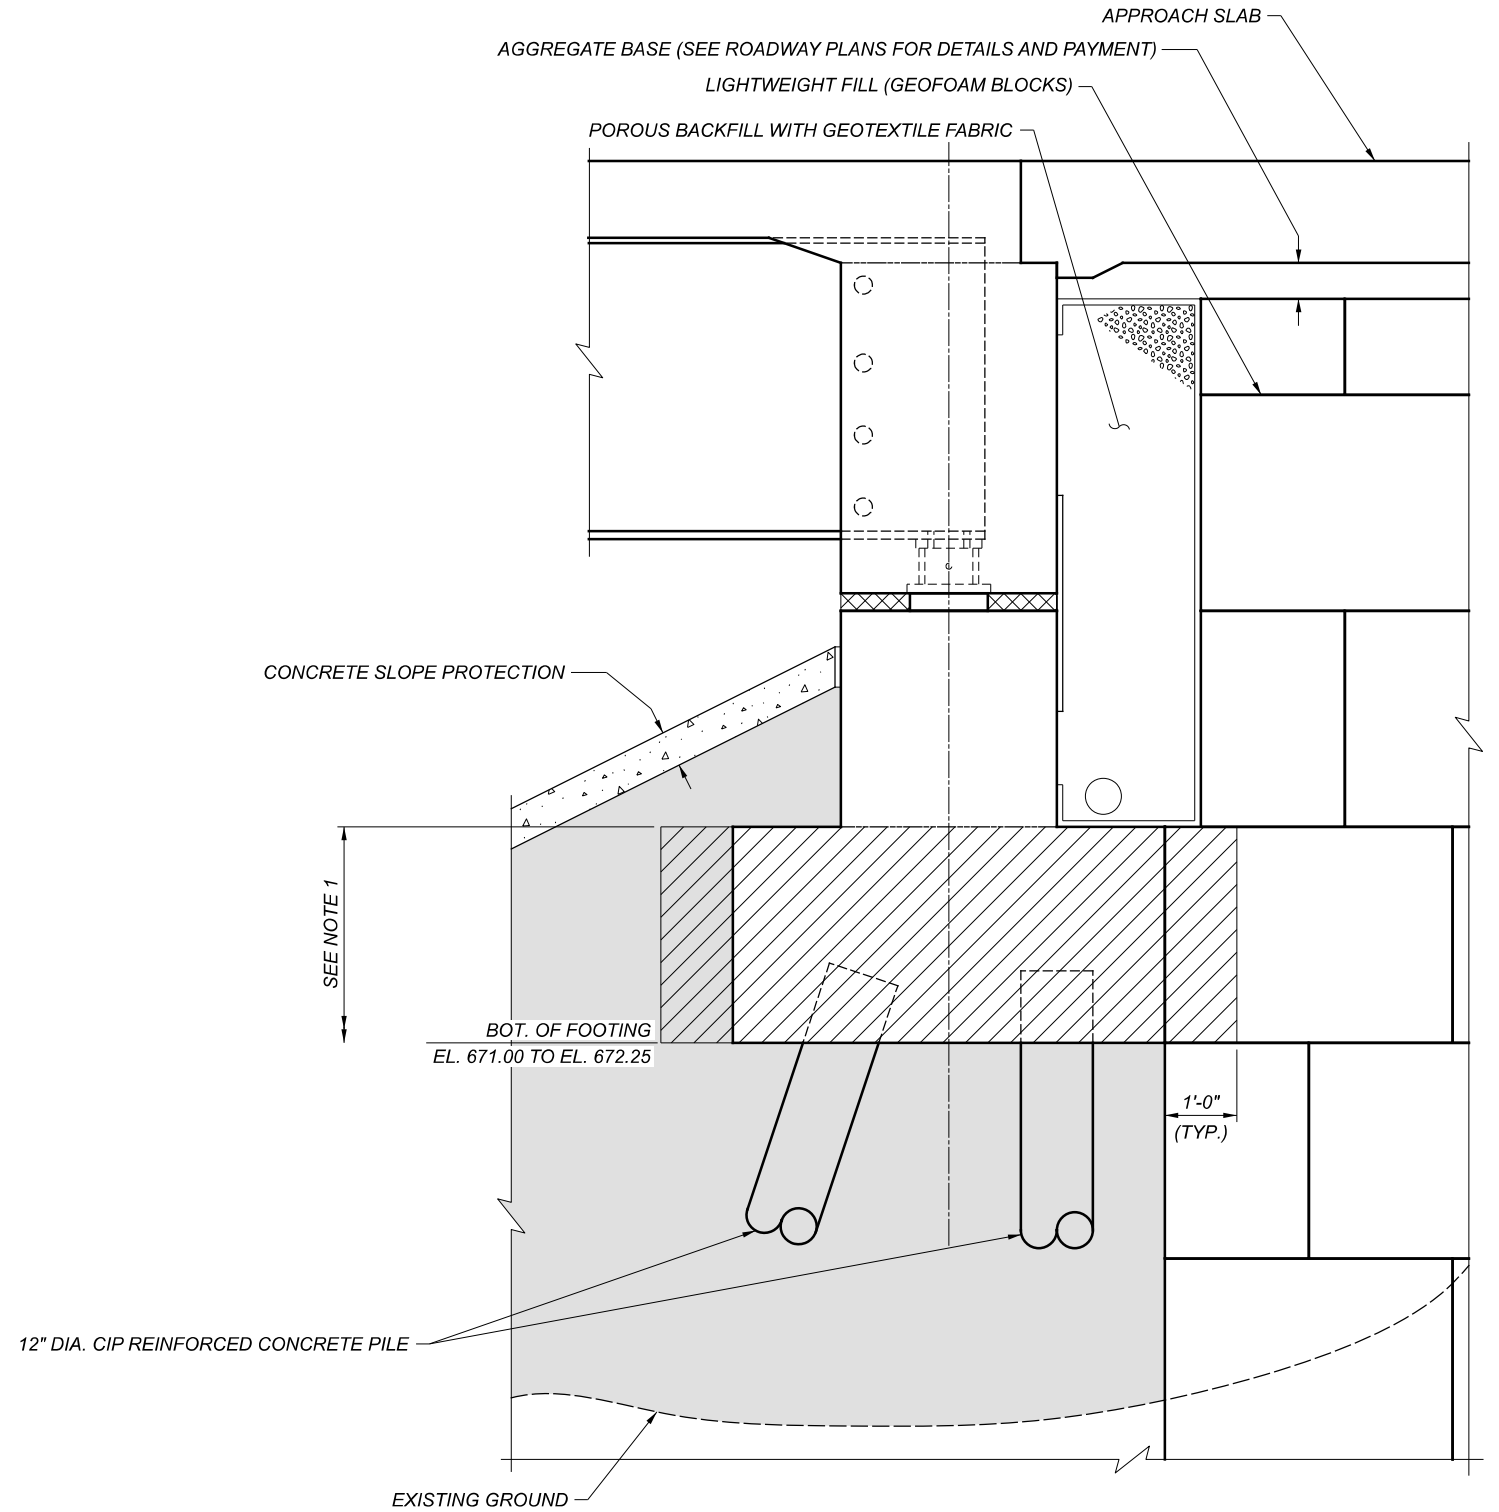 APPROACH SLAB
AGGREGATE BASE (SEE ROADWAY PLANS FOR DETAILS AND PAYMENT)
LIGHTWEIGHT FILL (GEOFOAM BLOCKS)
POROUS BACKFILL WITH GEOTEXTILE FABRIC
CONCRETE SLOPE PROTECTION
SEE NOTE 1
BOT. OF FOOTING
EL. 671.00 TO EL. 672.25
1'-0"
(TYP.)
12" DIA. CIP REINFORCED CONCRETE PILE
EXISTING GROUND